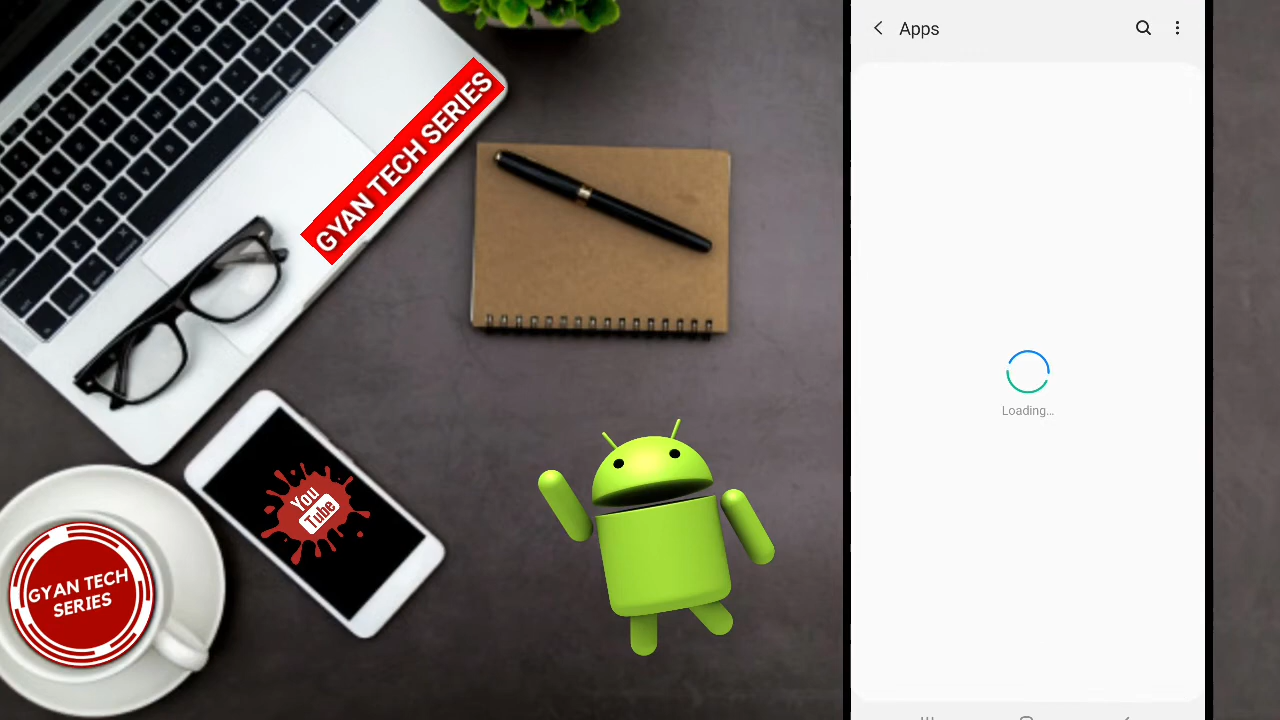 GYAN TECH SERIES
You
Tube
GYAN TECH
SERIES
Apps
Loading...